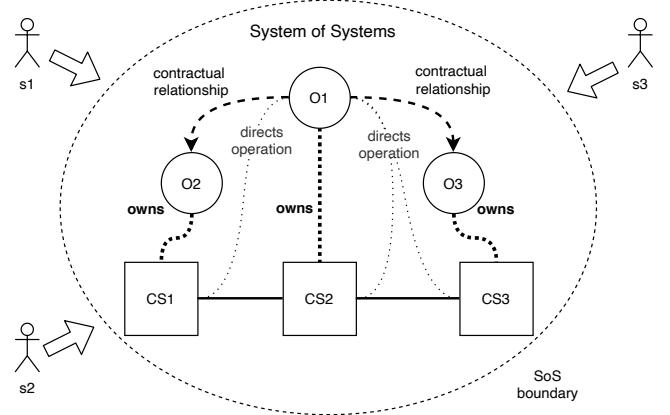 System of Systems
s1
s3
contractual
relationship
O1
contractual
relationship
directs
operation
directs
operation
O2
O3
owns
owns
owns
CS1
CS2
CS3
s2
SoS
boundary